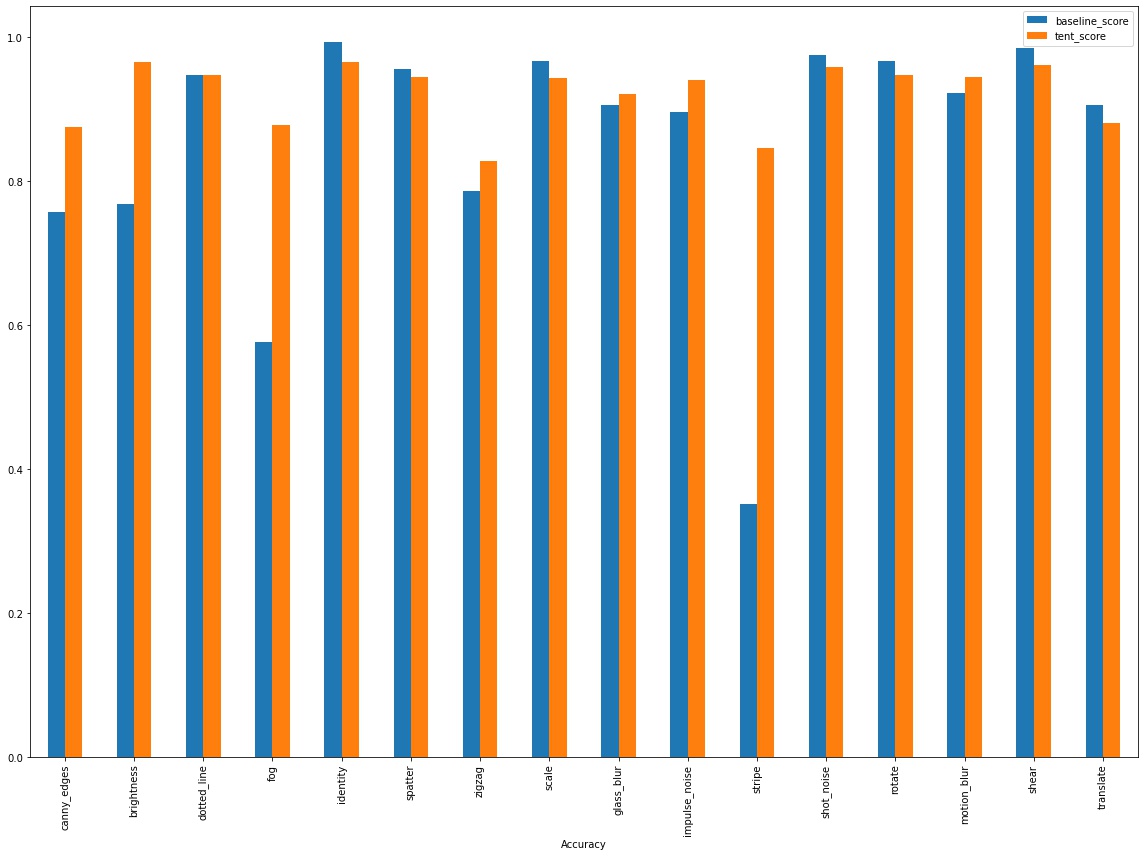 baseline_score
tent_score
1.0
0.8
0.6
0.4
0.2
0.0
canny_edges
brightness
dotted_line
fog
identity
spatter
zigzag
scale
glass_blur
impulse_noise
stripe
shot_noise
rotate
motion_blur
shear
translate
Accuracy